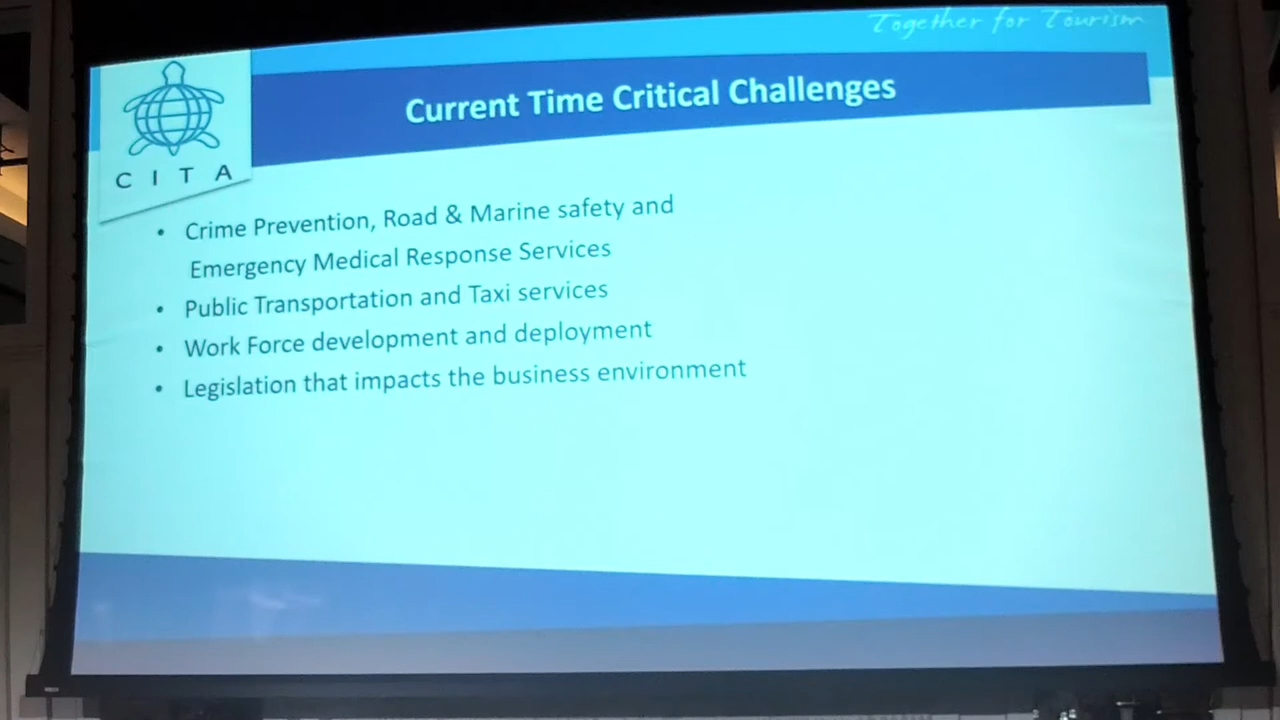 Together for Tourism
Current Time Critical Challenges
C I T A
• Crime Prevention, Road & Marine safety and
Emergency Medical Response Services
• Public Transportation and Taxi services
• Work Force development and deployment
• Legislation that impacts the business environment